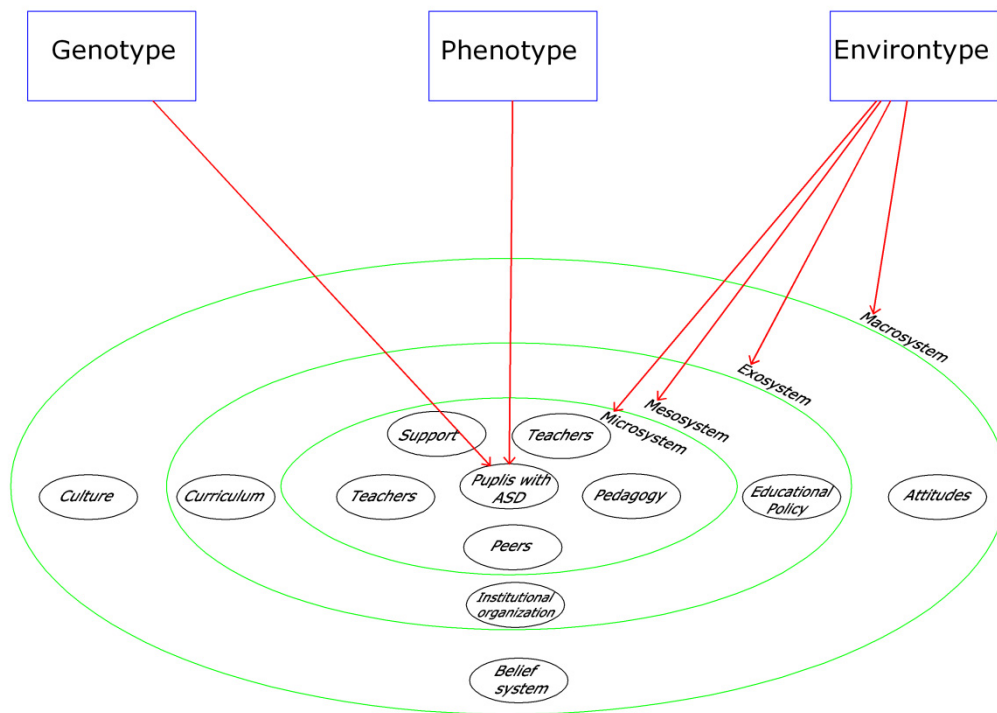 Genotype
Phenotype
Environtype
Macrosystem
Exosystem
Mesosystem
Microsystem
Support
Teachers
Culture
Curriculum
Teachers
Puplis with
ASD
Pedagogy
Educational
Policy
Attitudes
Peers
Institutional
organization
Belief
system